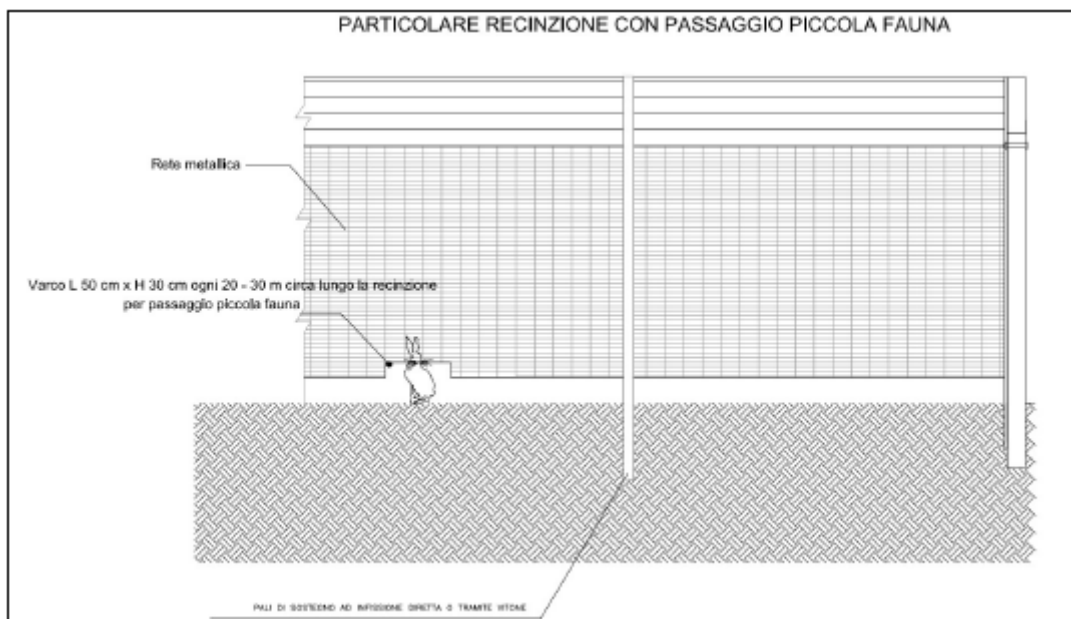 PARTICOLARE RECINZIONE CON PASSAGGIO PICCOLA FAUNA
Rete metallica
Varco L 50 cm x H 30 cm ogni 20 - 30 m circa lungo la recinzione
per passaggio piccola fauna
PALI DI SOSTEGNO AD INFISSIONE DIRETTA O TRAMITE VITONE